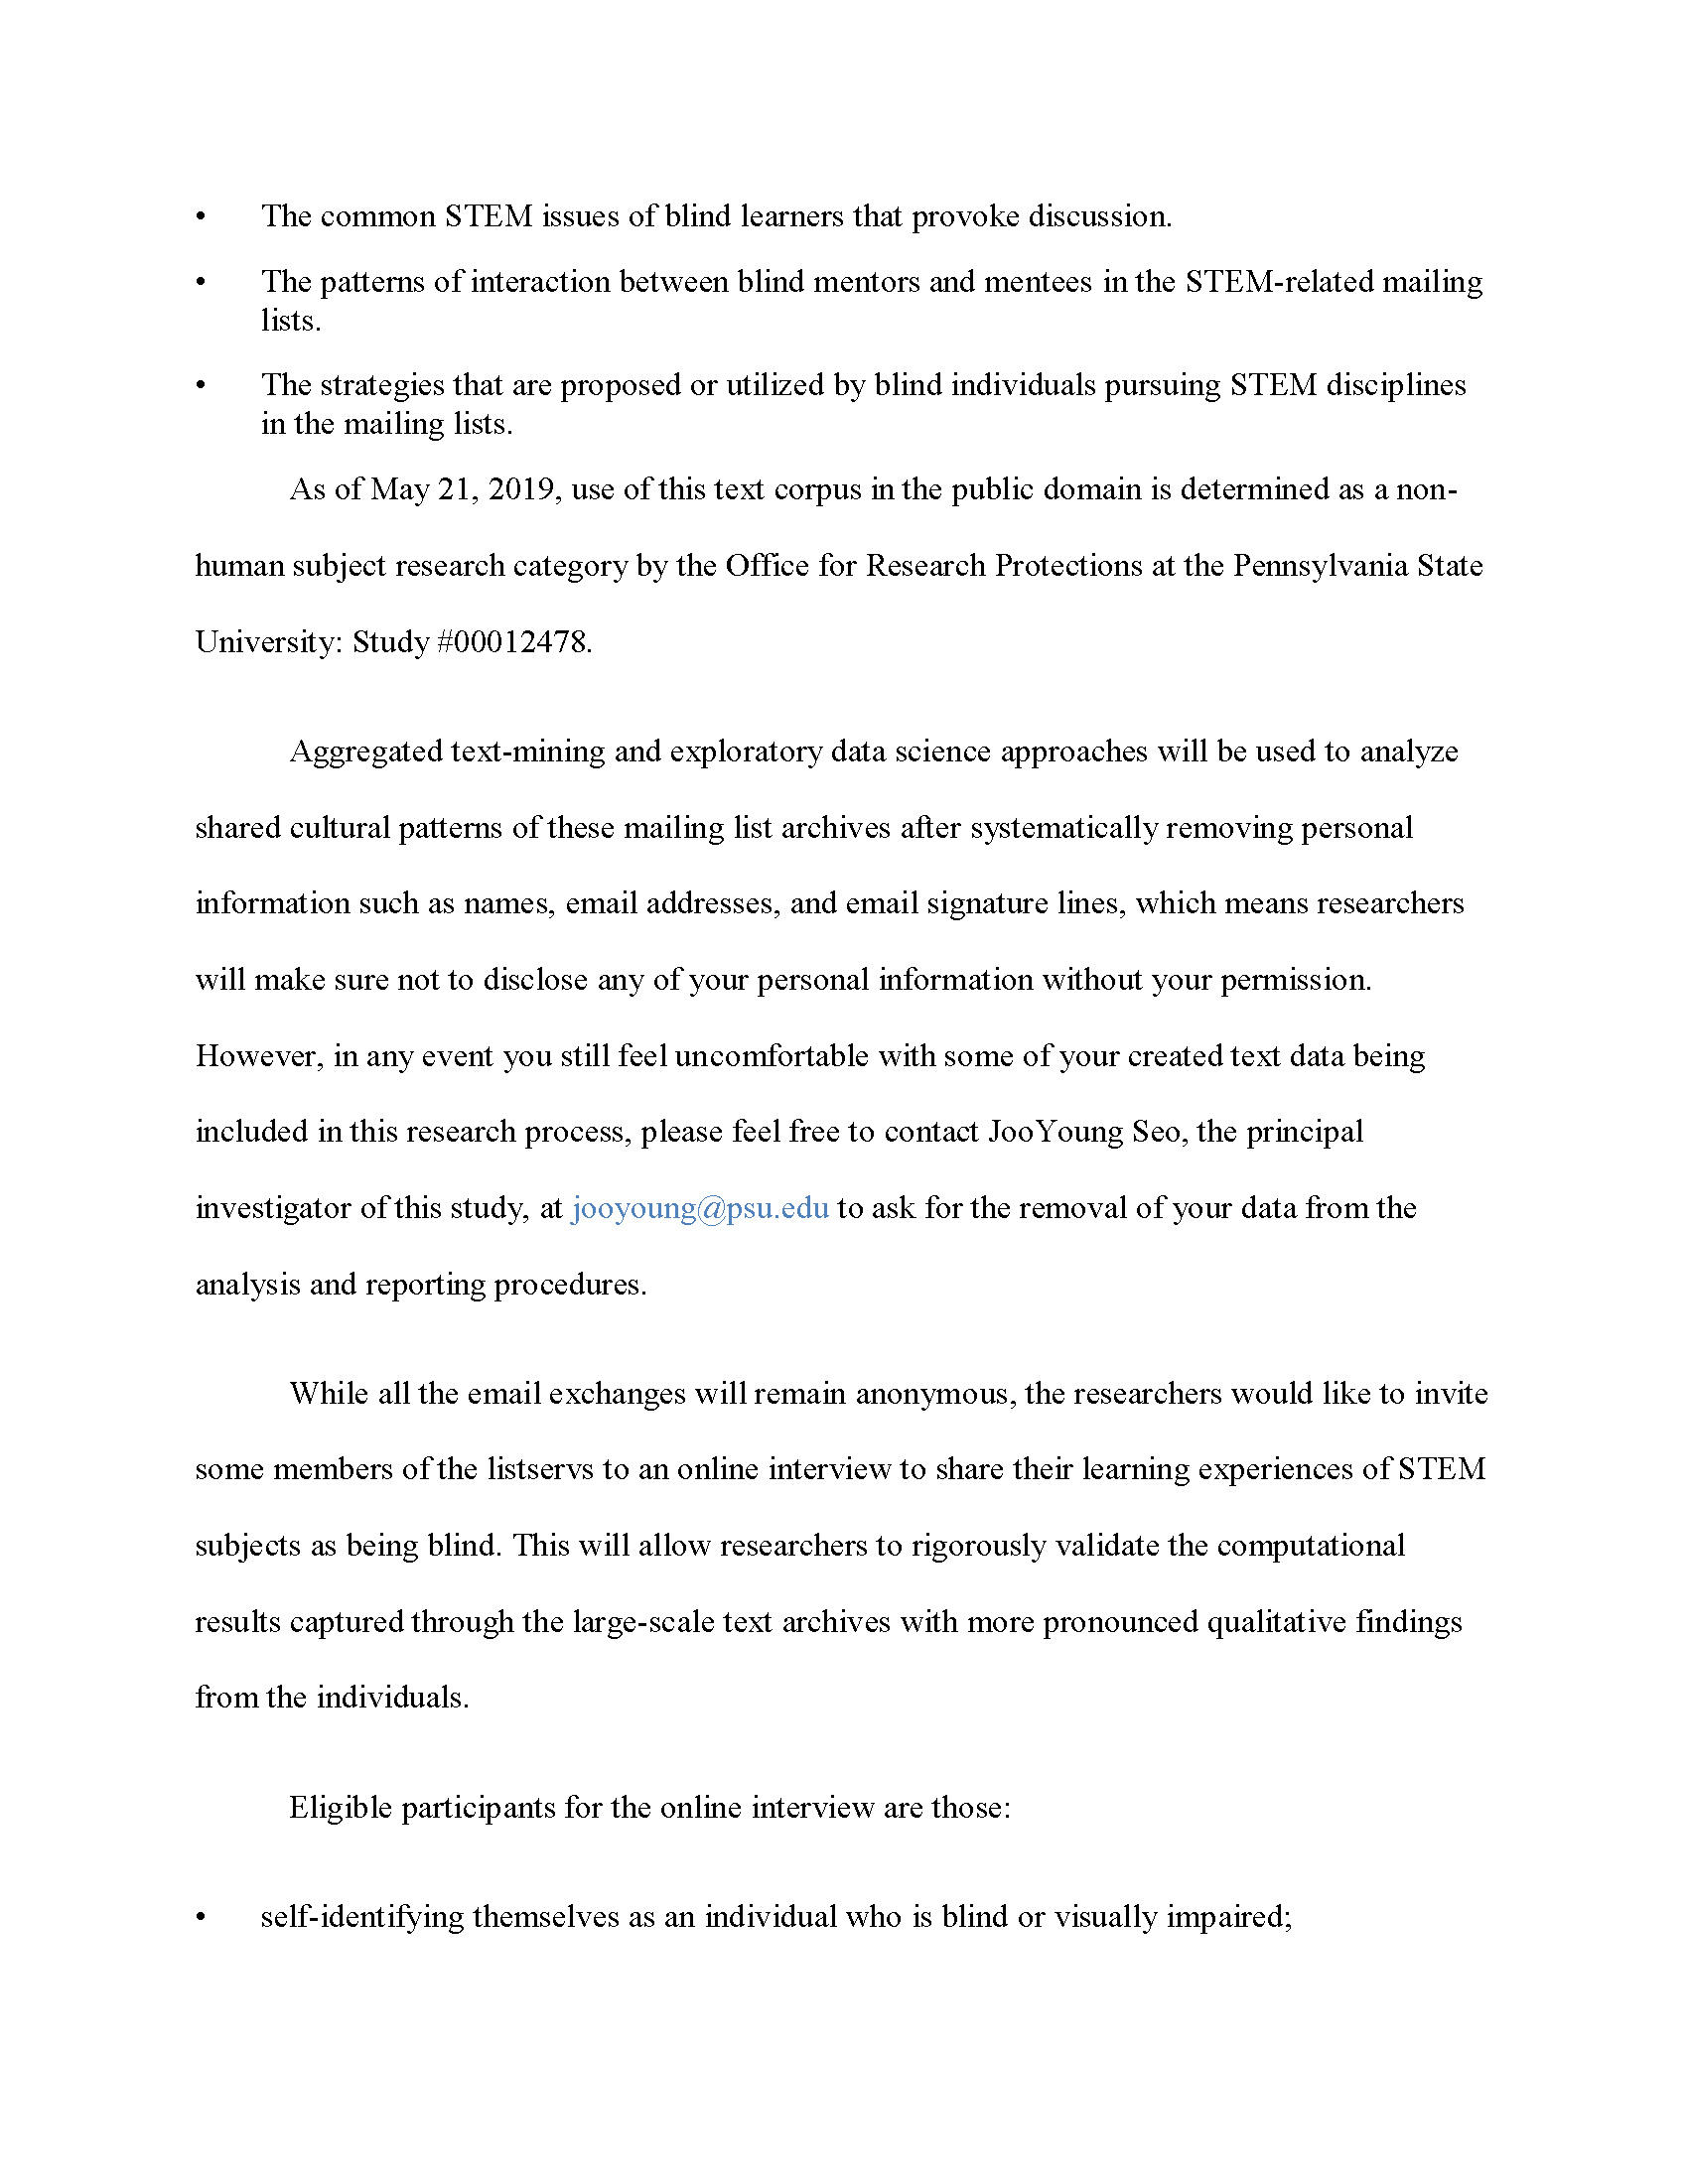 • The common STEM issues of blind learners that provoke discussion.
• The patterns of interaction between blind mentors and mentees in the STEM-related mailing
lists.
• The strategies that are proposed or utilized by blind individuals pursuing STEM disciplines
in the mailing lists.
As of May 21, 2019, use of this text corpus in the public domain is determined as a non-
human subject research category by the Office for Research Protections at the Pennsylvania State
University: Study #00012478.
Aggregated text-mining and exploratory data science approaches will be used to analyze
shared cultural patterns of these mailing list archives after systematically removing personal
information such as names, email addresses, and email signature lines, which means researchers
will make sure not to disclose any of your personal information without your permission.
However, in any event you still feel uncomfortable with some of your created text data being
included in this research process, please feel free to contact JooYoung Seo, the principal
investigator of this study, at jooyoung@psu.edu to ask for the removal of your data from the
analysis and reporting procedures.
While all the email exchanges will remain anonymous, the researchers would like to invite
some members of the listservs to an online interview to share their learning experiences of STEM
subjects as being blind. This will allow researchers to rigorously validate the computational
results captured through the large-scale text archives with more pronounced qualitative findings
from the individuals.
Eligible participants for the online interview are those:
• self-identifying themselves as an individual who is blind or visually impaired;